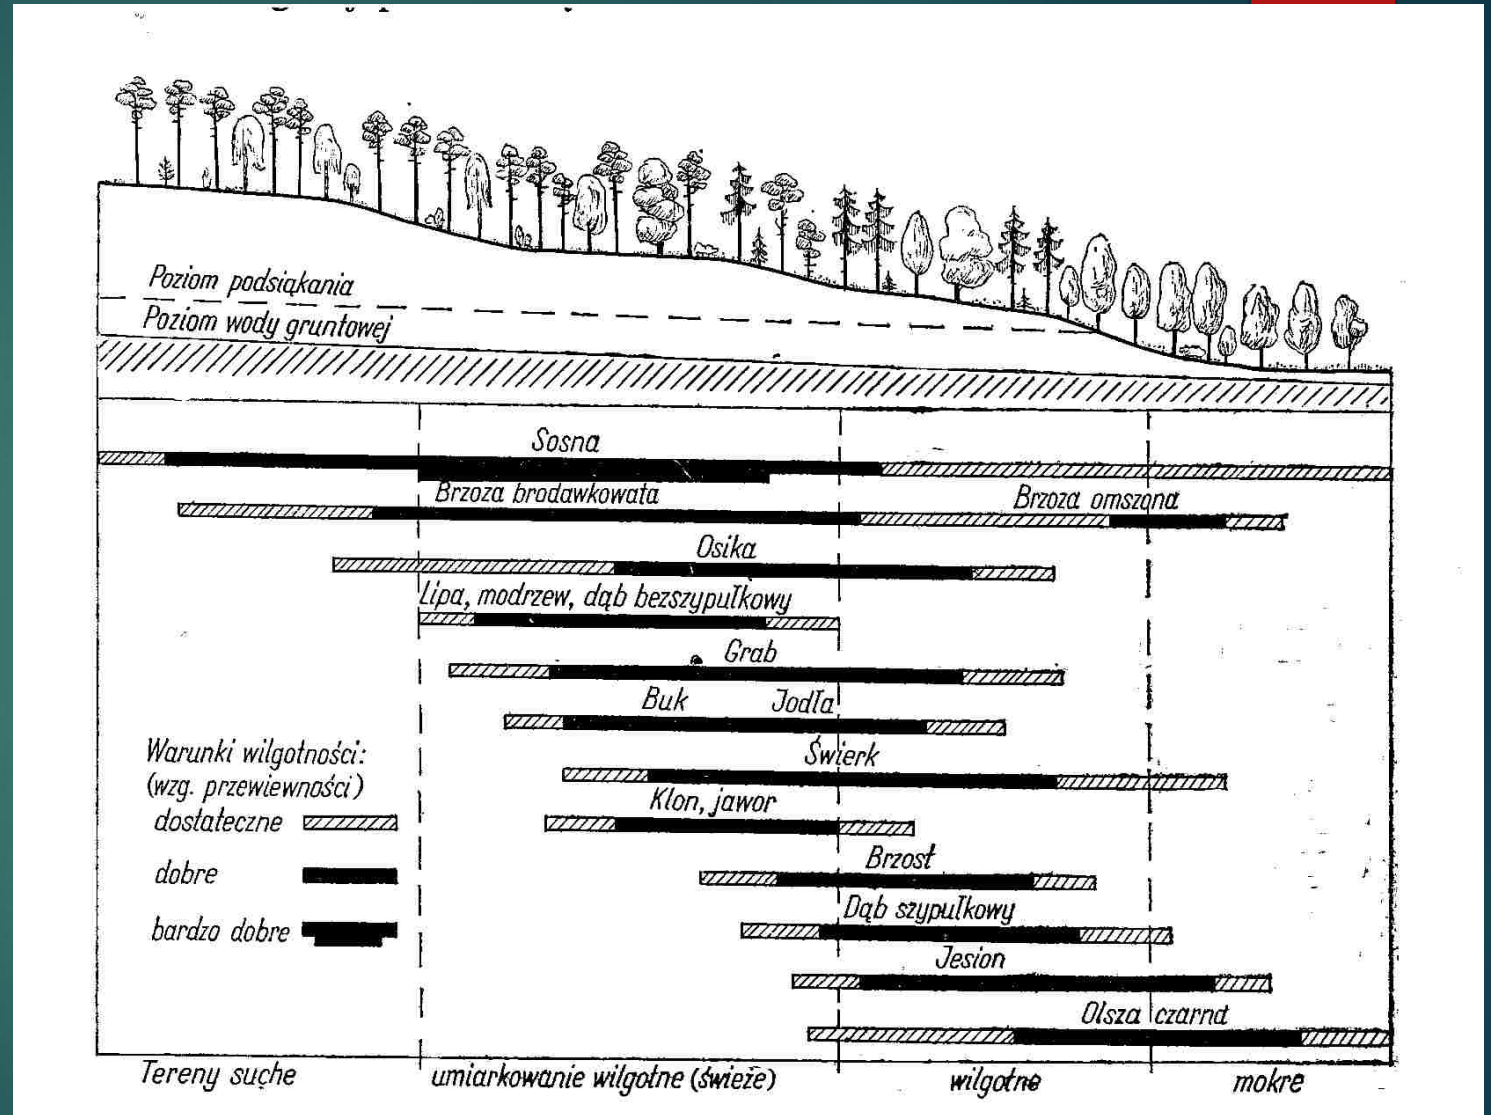 Poziom podsiąkania
Poziom wody gruntowej
Sosna
Brzoza brodawkowata
Brzoza omszona
Osika
Lipa, modrzew, dąb bezszypułkowy
Grab
Buk
Jodła
Świerk
Klon, jawor
Brzost
Dąb szypułkowy
Jesion
Olsza czarna
Warunki wilgotności:
(wzg. przewiewności)
dostateczne
dobre
bardzo dobre
Tereny suche
umiarkowanie wilgotne (świeże)
wilgotne
mokre